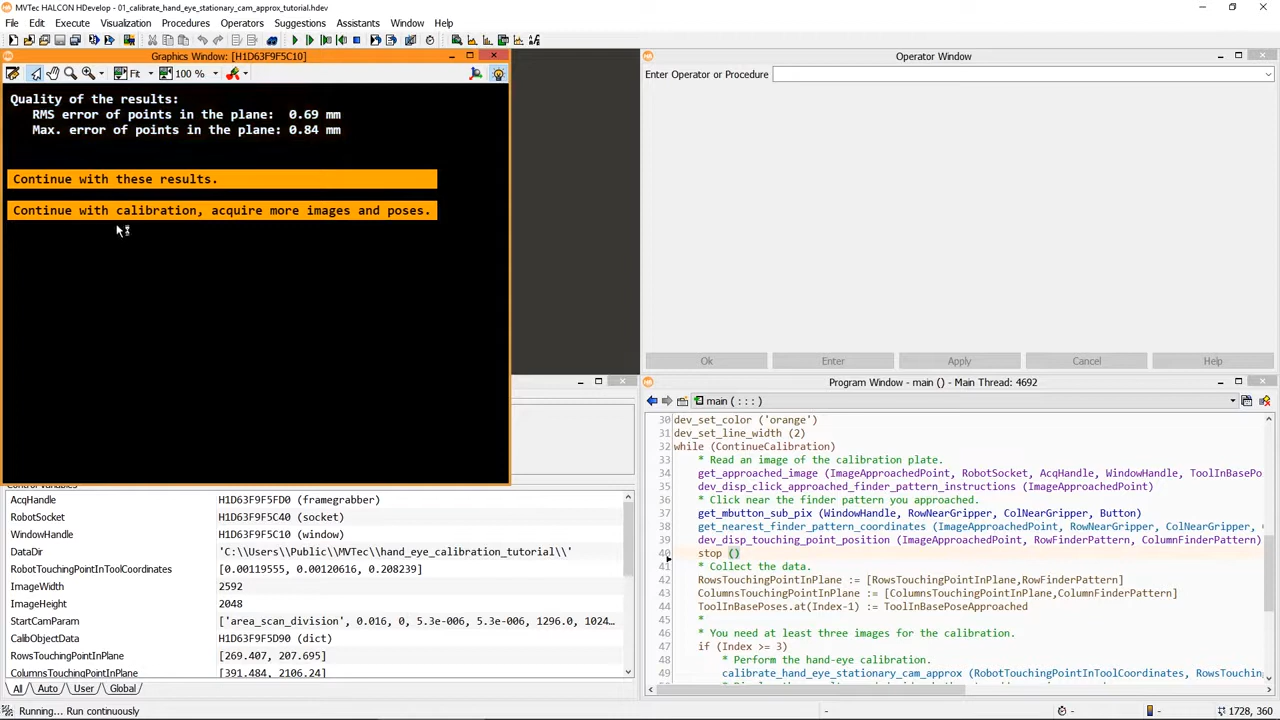 MVTec HALCON HDevelop - 01_calibrate_hand_eye_stationary_cam_approx_tutorial.hdev
File Edit Execute Visualization Procedures Operators Suggestions Assistants Window Help
Graphics Window: [H1D63F9F5C10]
Fit 100 %
Quality of the results:
RMS error of points in the plane: 0.69 mm
Max. error of points in the plane: 0.84 mm
Continue with these results.
Continue with calibration, acquire more images and poses.
Operator Window
Enter Operator or Procedure
Ok Enter Apply Cancel Help
Control Variables
AcqHandle H1D63F9F5FD0 (framegrabber)
RobotSocket H1D63F9F5C40 (socket)
WindowHandle H1D63F9F5C10 (window)
DataDir 'C:\\Users\\Public\\MVTec\\hand_eye_calibration_tutorial\\'
RobotTouchingPointInToolCoordinates [0.00119555, 0.00120616, 0.208239]
ImageWidth 2592
ImageHeight 2048
StartCamParam ['area_scan_division', 0.016, 0, 5.3e-006, 5.3e-006, 1296.0, 1024...
CalibObjectData H1D63F9F5D90 (dict)
RowsTouchingPointInPlane [269.407, 207.695]
ColumnsTouchingPointInPlane [391.484, 2106.24]
All Auto User Global
Program Window - main () - Main Thread: 4692
main ( : : : )
30 dev_set_color ('orange')
31 dev_set_line_width (2)
32 while (ContinueCalibration)
33 * Read an image of the calibration plate.
34 get_approached_image (ImageApproachedPoint, RobotSocket, AcqHandle, WindowHandle, ToolInBasePo
35 dev_disp_click_approached_finder_pattern_instructions (ImageApproachedPoint)
36 * Click near the finder pattern you approached.
37 get_mbutton_sub_pix (WindowHandle, RowNearGripper, ColNearGripper, Button)
38 get_nearest_finder_pattern_coordinates (ImageApproachedPoint, RowNearGripper, ColNearGripper,
39 dev_disp_touching_point_position (ImageApproachedPoint, RowFinderPattern, ColumnFinderPattern)
40 stop ()
41 * Collect the data.
42 RowsTouchingPointInPlane := [RowsTouchingPointInPlane,RowFinderPattern]
43 ColumnsTouchingPointInPlane := [ColumnsTouchingPointInPlane,ColumnFinderPattern]
44 ToolInBasePoses.at(Index-1) := ToolInBasePoseApproached
45 *
46 * You need at least three images for the calibration.
47 if (Index >= 3)
48 * Perform the hand-eye calibration.
calibrate_hand_eye_stationary_cam_approx (RobotTouchingPointInToolCoordinates, RowsTouching
Running... Run continuously
- - - 1728, 360